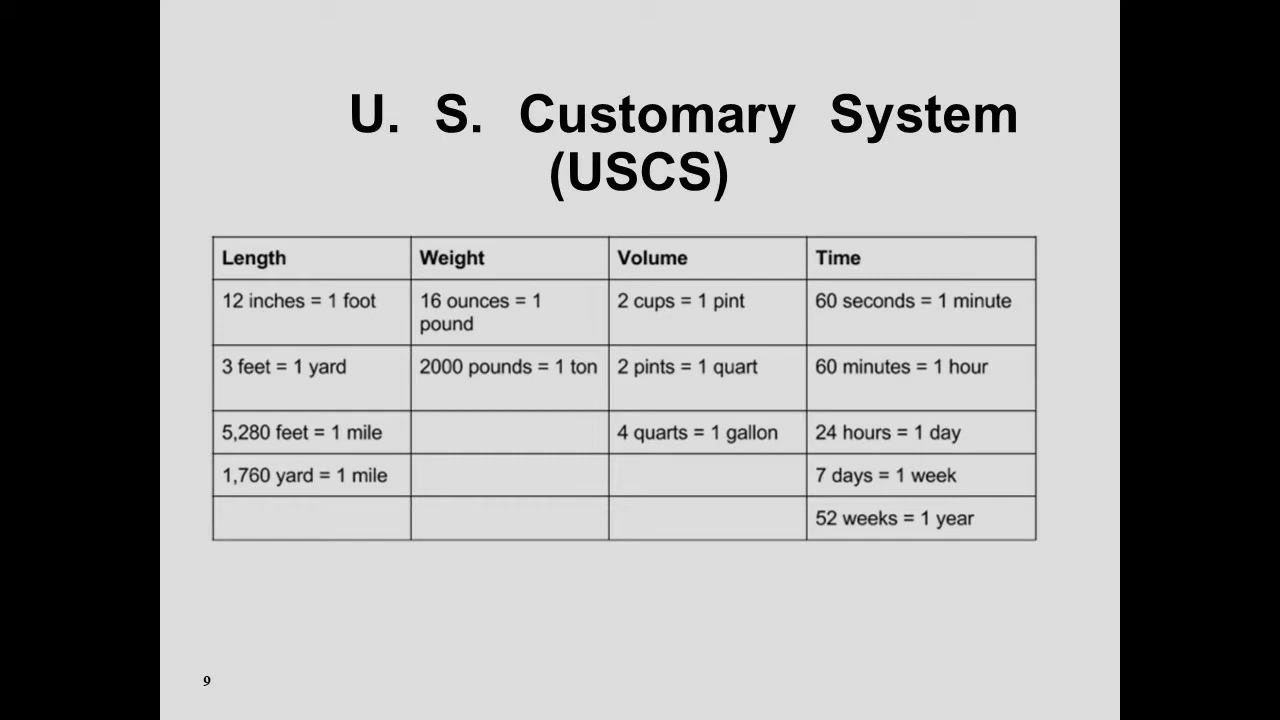 U. S. Customary System
(USCS)
Length Weight Volume Time
12 inches = 1 foot 16 ounces = 1 2 cups = 1 pint 60 seconds = 1 minute
pound
3 feet = 1 yard 2000 pounds = 1 ton 2 pints = 1 quart 60 minutes = 1 hour
5,280 feet = 1 mile 4 quarts = 1 gallon 24 hours = 1 day
1,760 yard = 1 mile 7 days = 1 week
52 weeks = 1 year
9